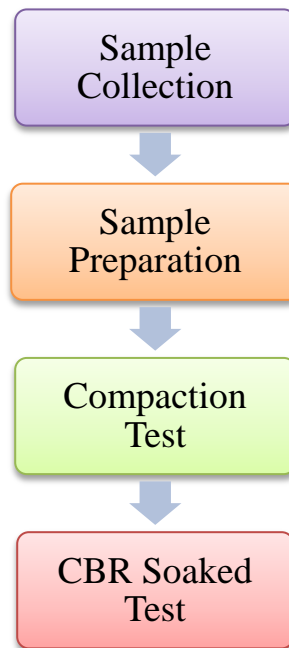 Sample
Collection
Sample
Preparation
Compaction
Test
CBR Soaked
Test